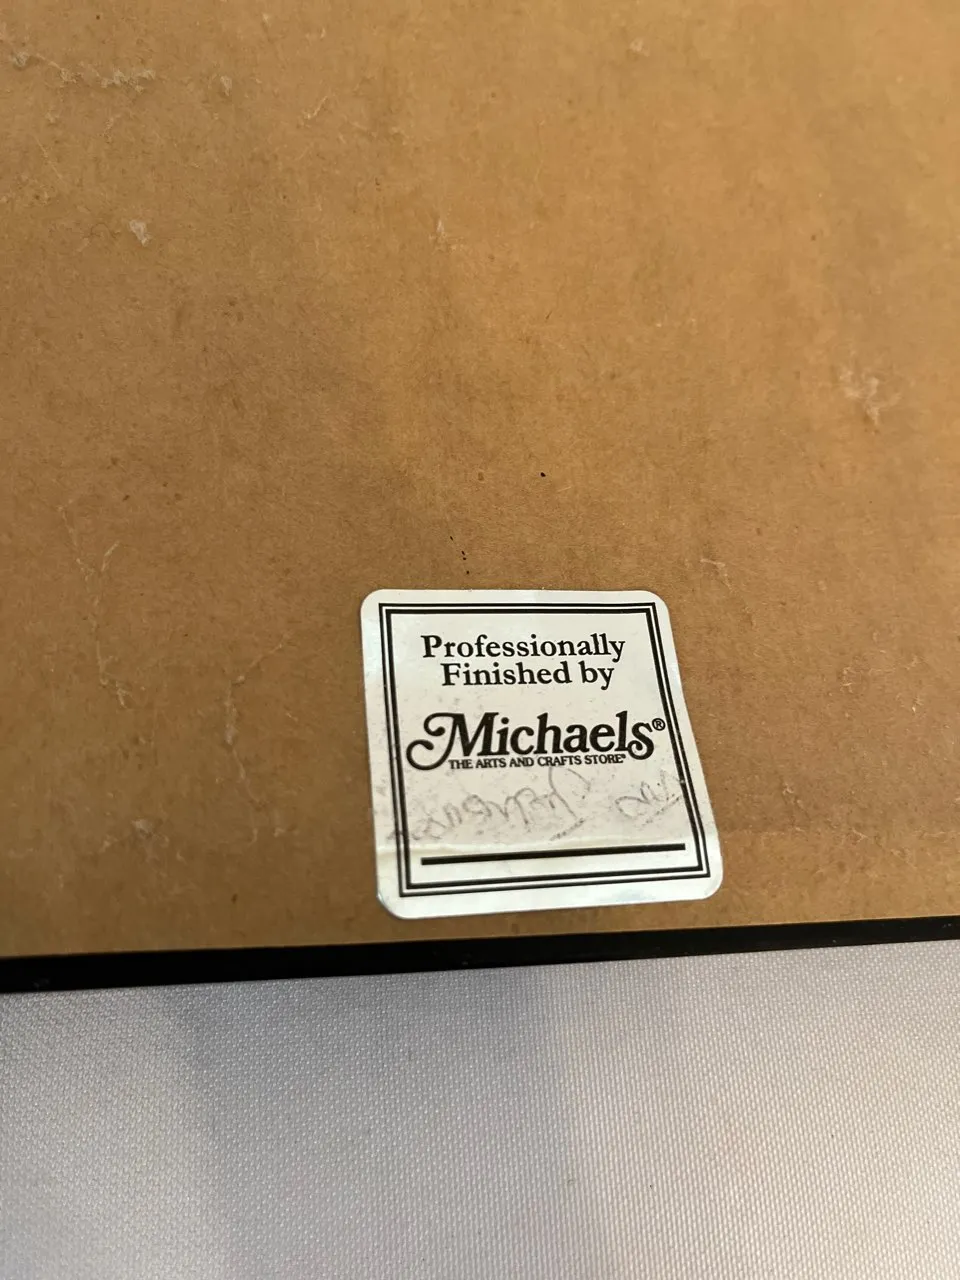 Professionally
Finished by
Michaels®
THE ARTS AND CRAFTS STORE®